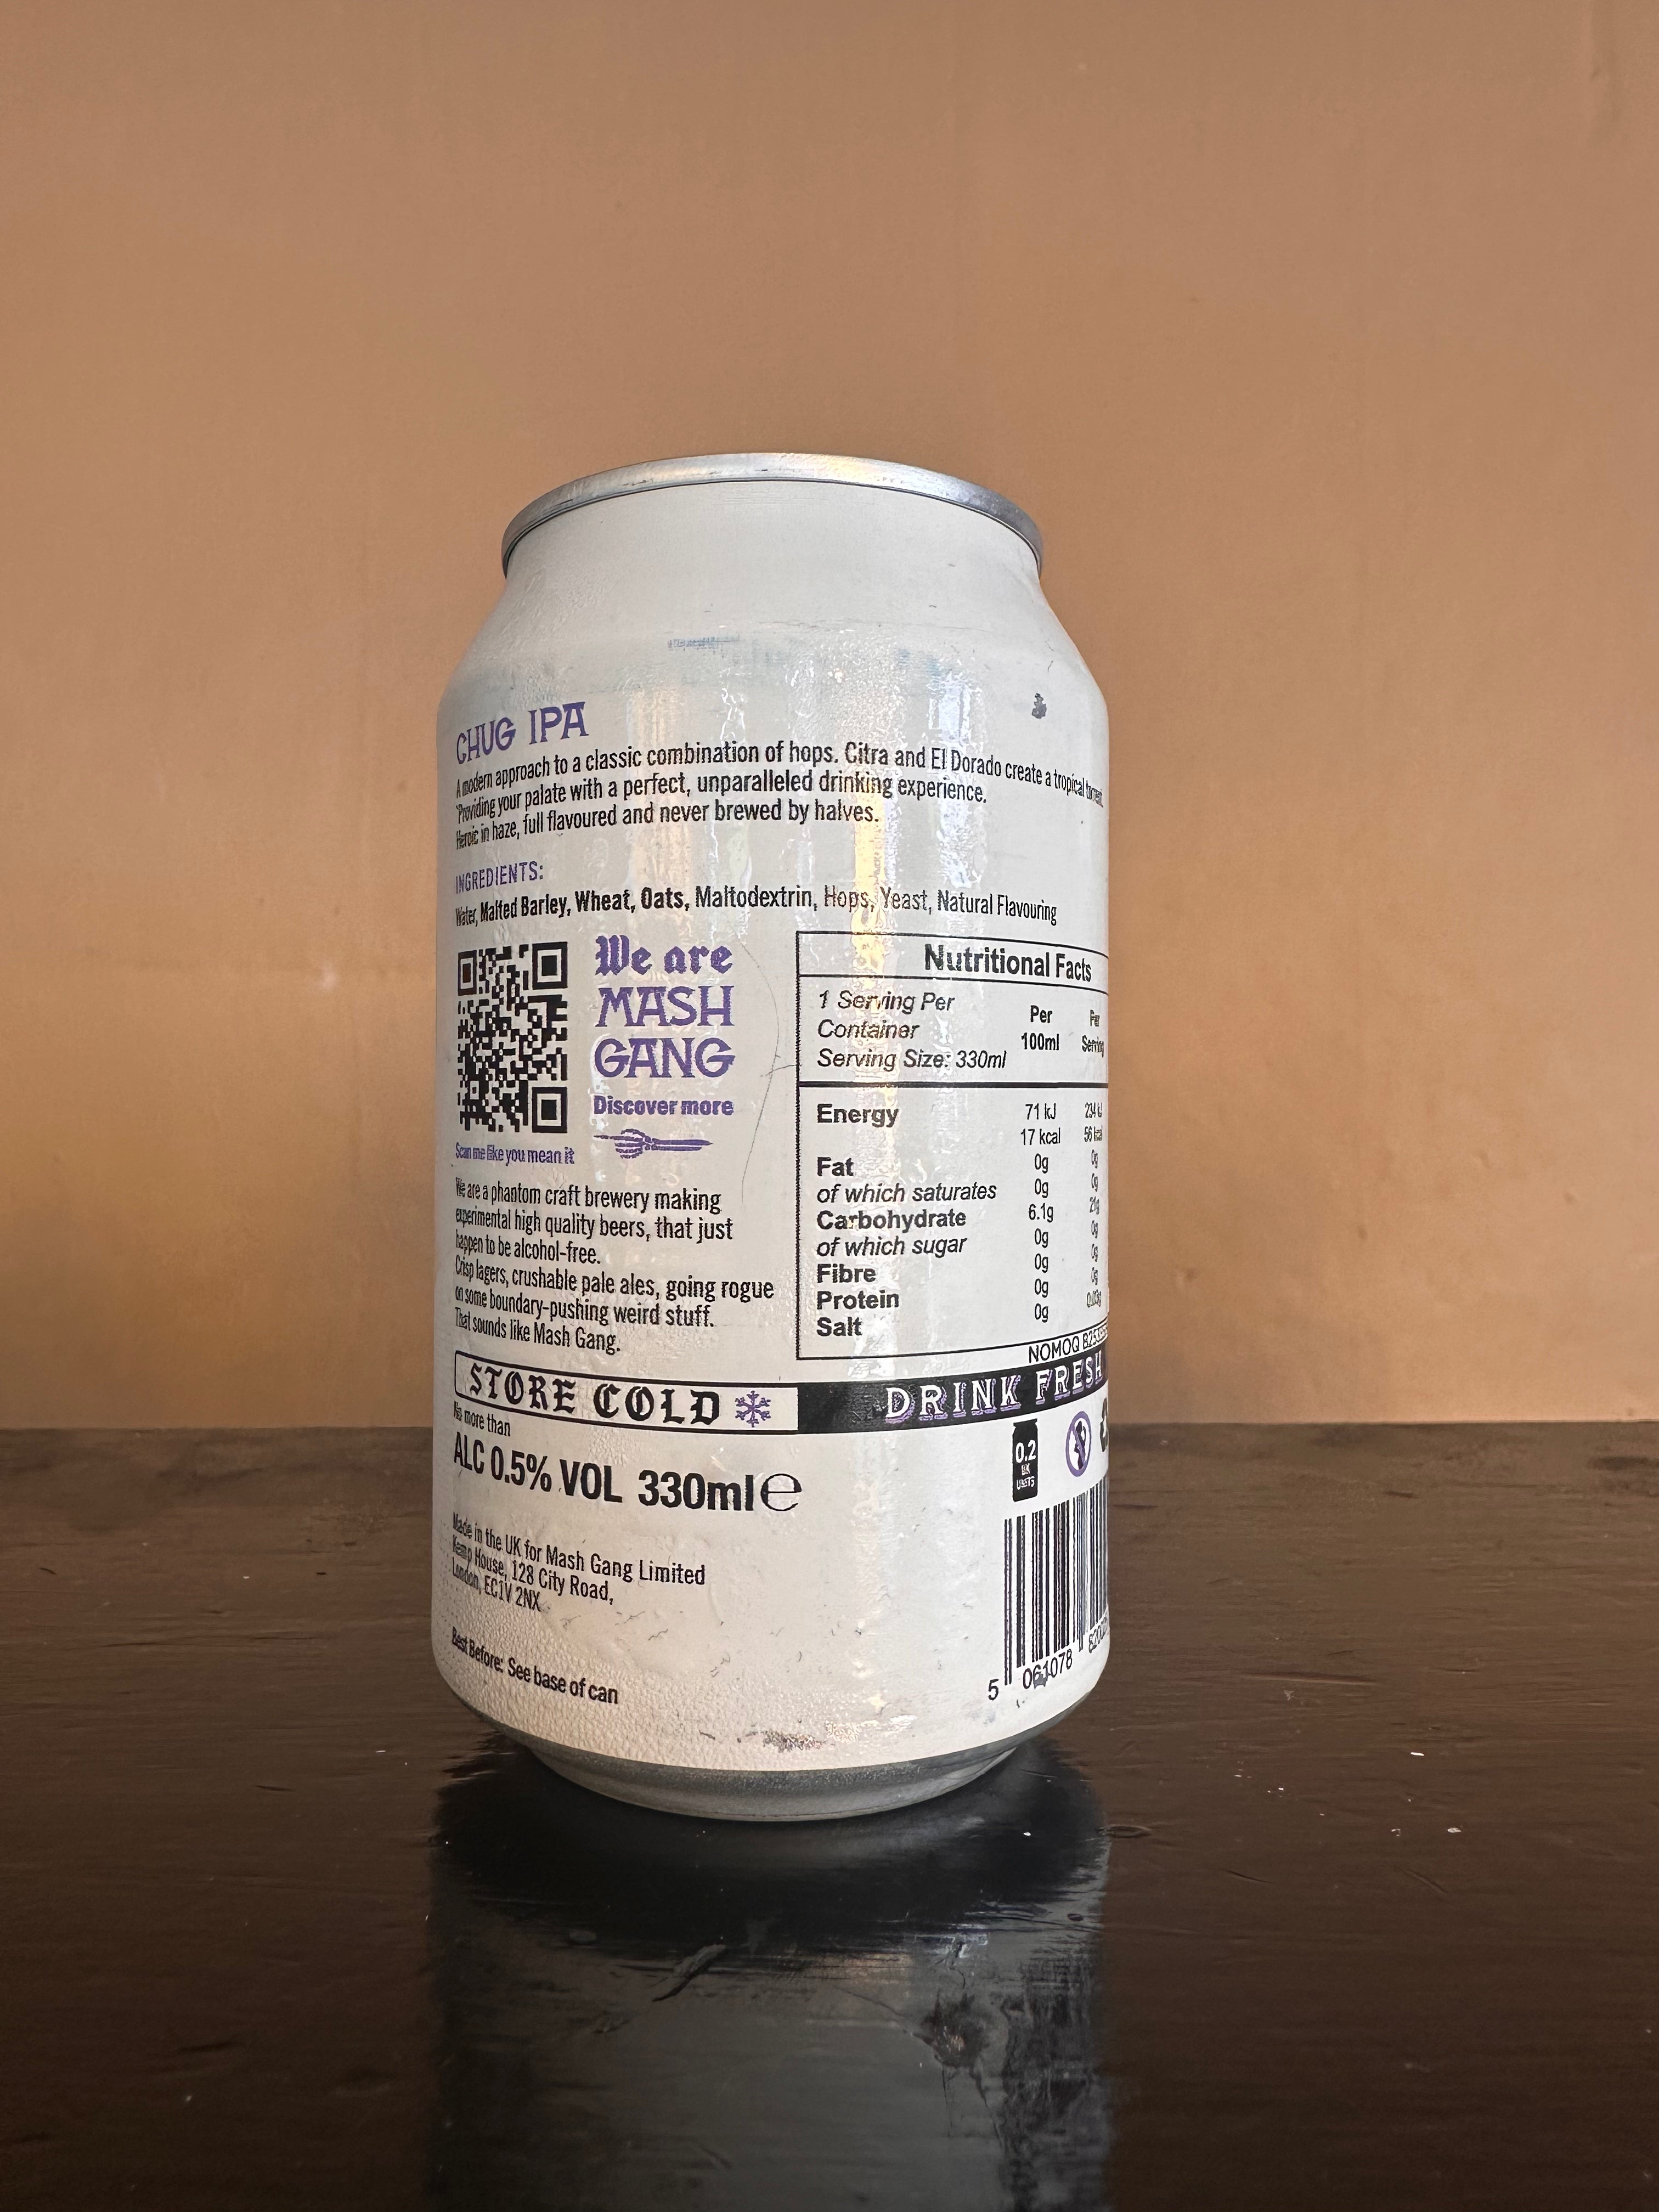 CHUG IPA
A modern approach to a classic combination of hops. Citra and El Dorado create a tropical torrent.
Providing your palate with a perfect, unparalleled drinking experience.
Heroic in haze, full flavoured and never brewed by halves.
INGREDIENTS:
Water, Malted Barley, Wheat, Oats, Maltodextrin, Hops, Yeast, Natural Flavouring
We are
MASH
GANG
Discover more
Scan me like you mean it
We are a phantom craft brewery making
experimental high quality beers, that just
happen to be alcohol-free.
Crisp lagers, crushable pale ales, going rogue
on some boundary-pushing weird stuff.
That sounds like Mash Gang.
Nutritional Facts
1 Serving Per
Container
Serving Size: 330ml
Per
100ml
Per
Serving
Energy 71 kJ 234 kJ
17 kcal 56 kcal
Fat 0g 0g
of which saturates 0g 0g
Carbohydrate 6.1g 20g
of which sugar 0g 0g
Fibre 0g 0g
Protein 0g 0g
Salt 0g 0.03g
NOMOQ
STORE COLD
DRINK FRESH
No more than
ALC 0.5% VOL 330ml℮
0.2
UK
UNITS
Made in the UK for Mash Gang Limited
Kemp House, 128 City Road,
London, EC1V 2NX
Best Before: See base of can
5 061078